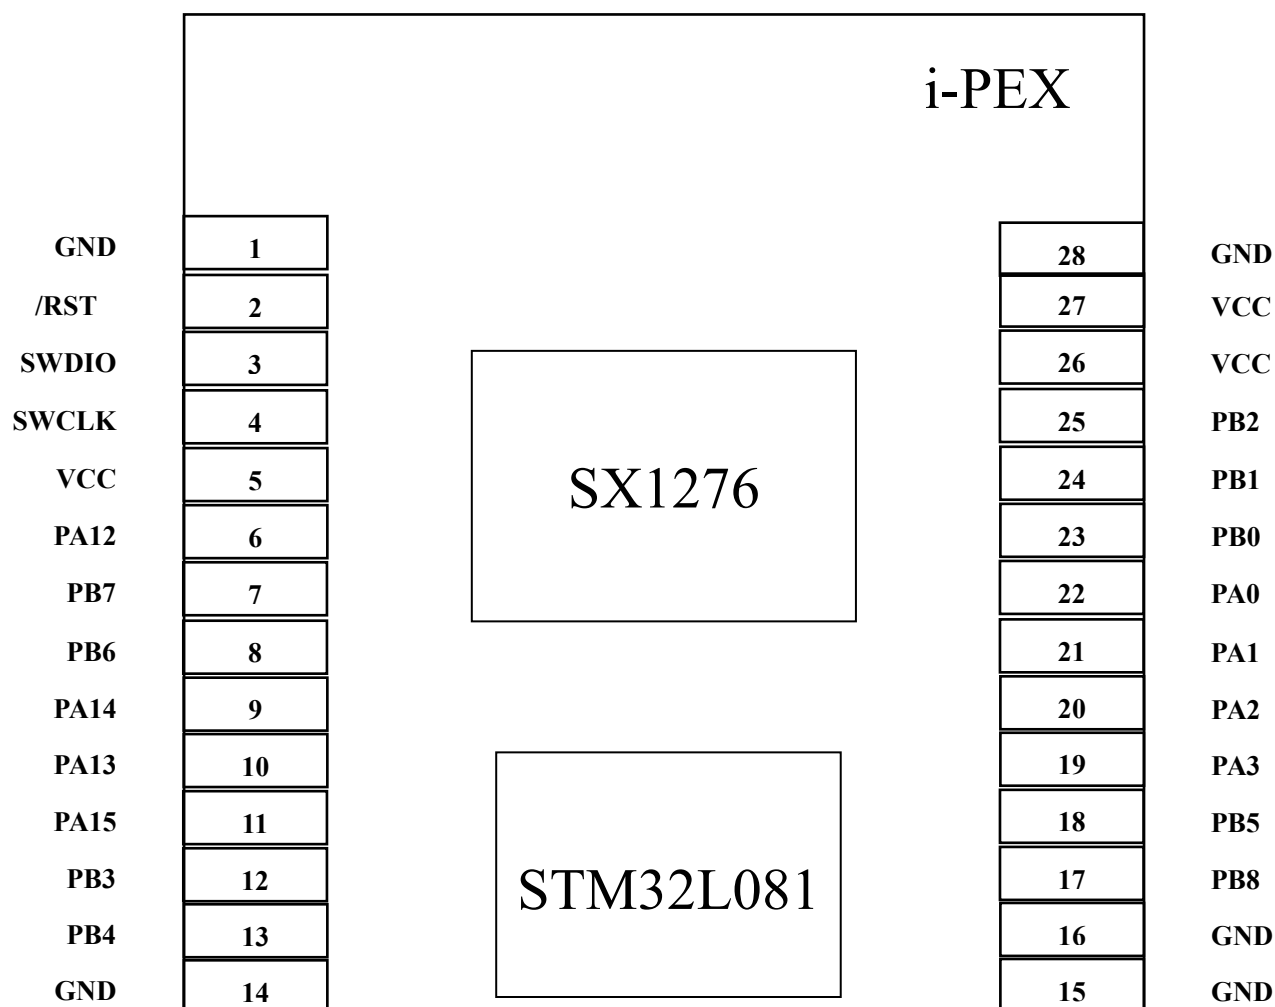 i-PEX
GND 1 28 GND
/RST 2 27 VCC
SWDIO 3 26 VCC
SWCLK 4 25 PB2
VCC 5 SX1276 24 PB1
PA12 6 23 PB0
PB7 7 22 PA0
PB6 8 21 PA1
PA14 9 20 PA2
PA13 10 19 PA3
PA15 11 18 PB5
PB3 12 STM32L081 17 PB8
PB4 13 16 GND
GND 14 15 GND